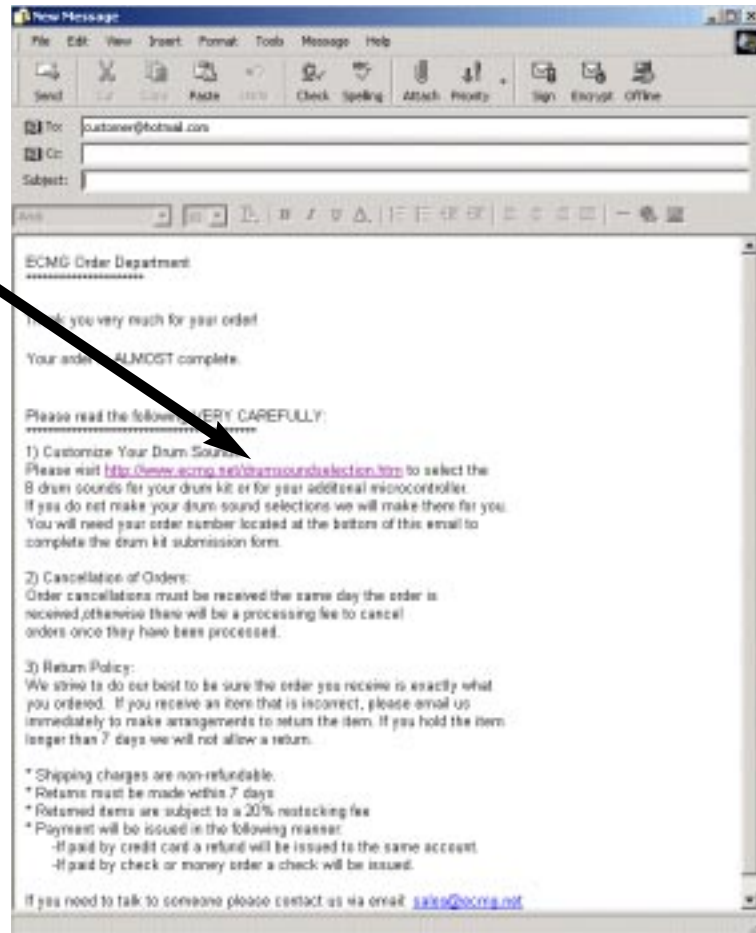 New Message
File Edit View Insert Format Tools Message Help
Send Cut Copy Paste Undo Check Spelling Attach Priority Sign Encrypt Offline
To: customer@hotmail.com
Cc:
Subject:
Arial
ECMG Order Department
you very much for your order!
Your order ALMOST complete.
Please read the following VERY CAREFULLY:
1) Customize Your Drum Sounds
Please visit http://www.ecmg.net/drumsoundselection.htm to select the
8 drum sounds for your drum kit or for your additonal microcontroller.
If you do not make your drum sound selections we will make them for you.
You will need your order number located at the bottom of this email to
complete the drum kit submission form.
2) Cancellation of Orders:
Order cancellations must be received the same day the order is
received,otherwise there will be a processing fee to cancel
orders once they have been processed.
3) Return Policy:
We strive to do our best to be sure the order you receive is exactly what
you ordered. If you receive an item that is incorrect, please email us
immediately to make arrangements to return the item. If you hold the item
longer than 7 days we will not allow a return.
* Shipping charges are non-refundable.
* Returns must be made within 7 days
* Returned items are subject to a 20% restocking fee
* Payment will be issued in the following manner:
-If paid by credit card a refund will be issued to the same account.
-If paid by check or money order a check will be issued.
If you need to talk to someone please contact us via email: sales@ecmg.net